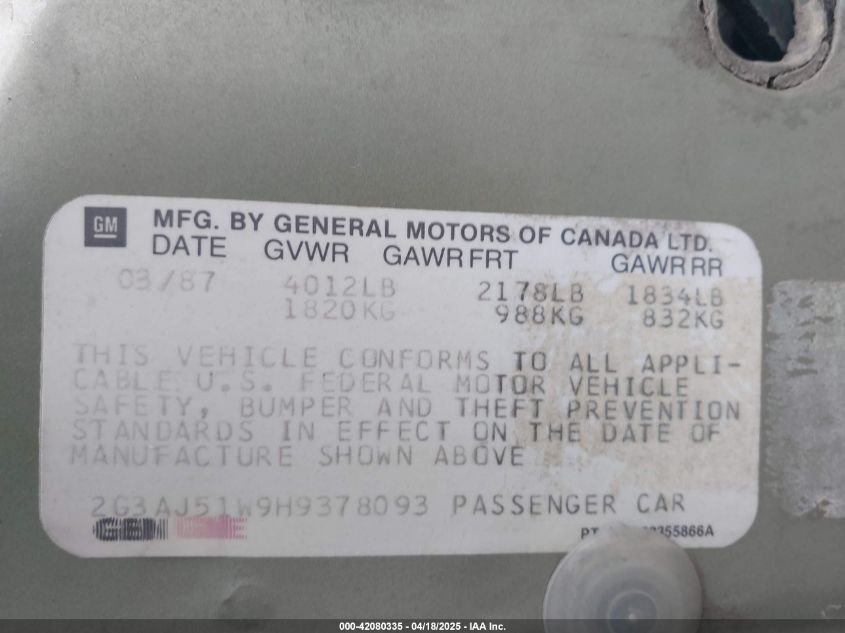 GM MFG. BY GENERAL MOTORS OF CANADA LTD.
DATE GVWR GAWR FRT GAWR RR
03/87 4012LB 2178LB 1834LB
1820KG 988KG 832KG
THIS VEHICLE CONFORMS TO ALL APPLI-
CABLE U.S. FEDERAL MOTOR VEHICLE
SAFETY, BUMPER AND THEFT PREVENTION
STANDARDS IN EFFECT ON THE DATE OF
MANUFACTURE SHOWN ABOVE
2G3AJ51W9H9378093 PASSENGER CAR
GM
000-42080335 - 04/18/2025 - IAA Inc.